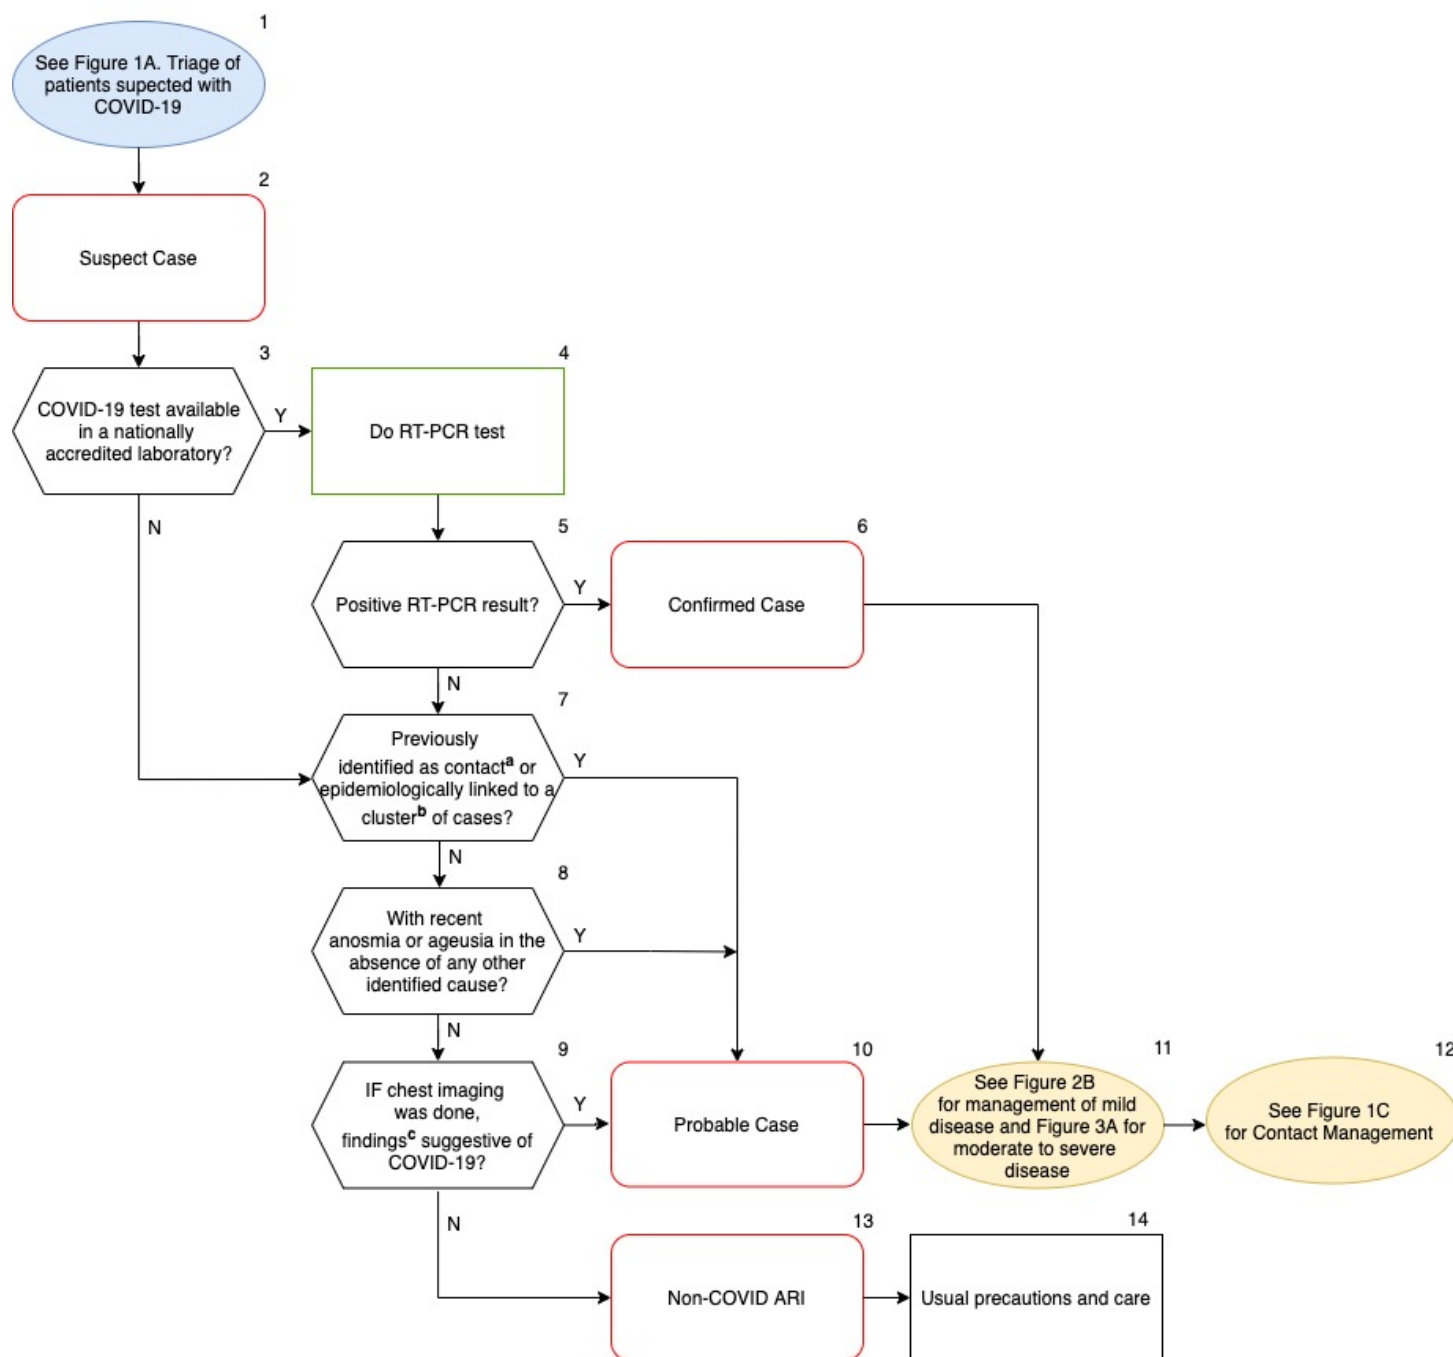 1
See Figure 1A. Triage of
patients supected with
COVID-19
2
Suspect Case
3
COVID-19 test available
in a nationally
accredited laboratory?
Y
N
4
Do RT-PCR test
5
Positive RT-PCR result?
Y
N
6
Confirmed Case
7
Previously
identified as contactᵃ or
epidemiologically linked to a
clusterᵇ of cases?
Y
N
8
With recent
anosmia or ageusia in the
absence of any other
identified cause?
Y
N
9
IF chest imaging
was done,
findingsᶜ suggestive of
COVID-19?
Y
N
10
Probable Case
11
See Figure 2B
for management of mild
disease and Figure 3A for
moderate to severe
disease
12
See Figure 1C
for Contact Management
13
Non-COVID ARI
14
Usual precautions and care